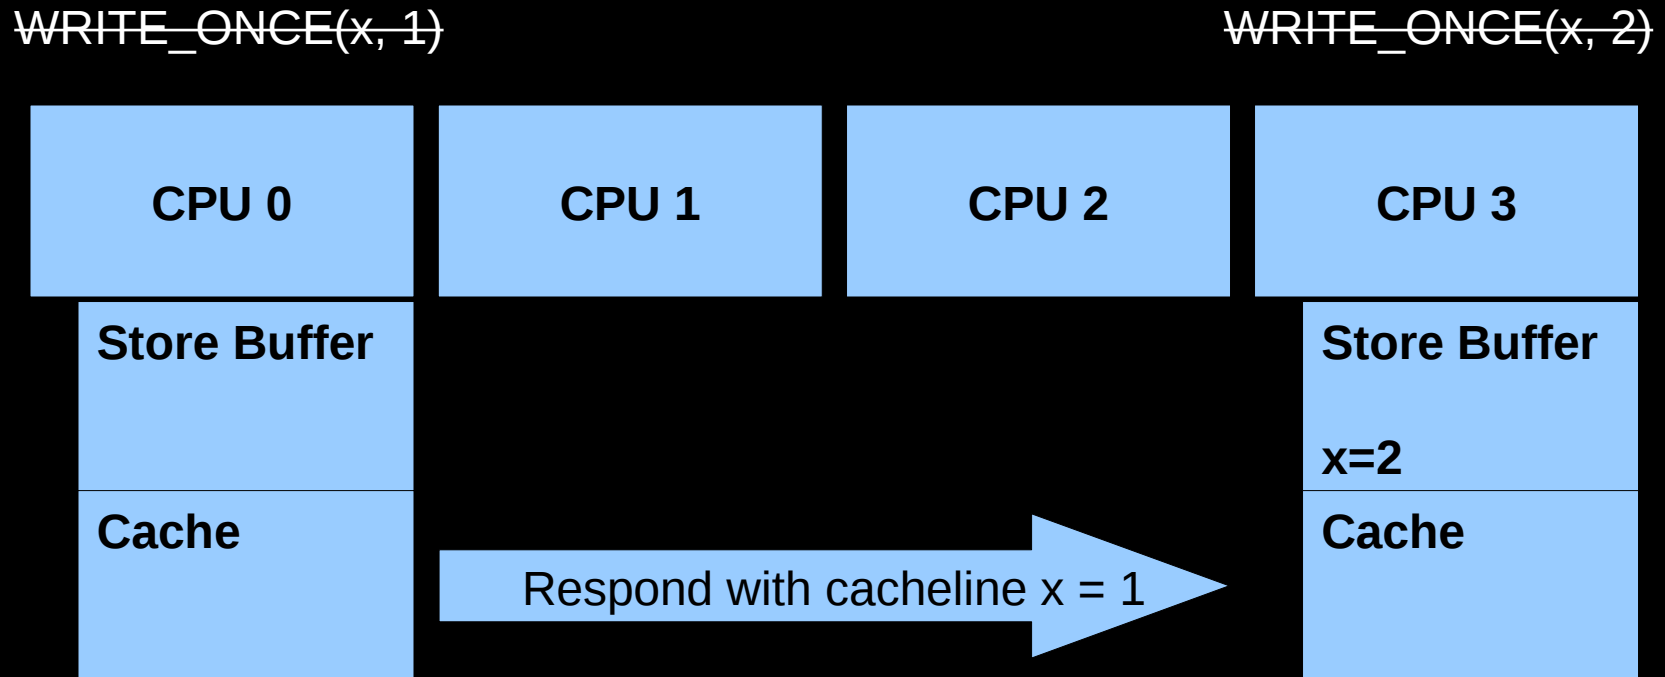 WRITE_ONCE(x, 1)
WRITE_ONCE(x, 2)
CPU 0
CPU 1
CPU 2
CPU 3
Store Buffer
Store Buffer
x=2
Cache
Cache
Respond with cacheline x = 1